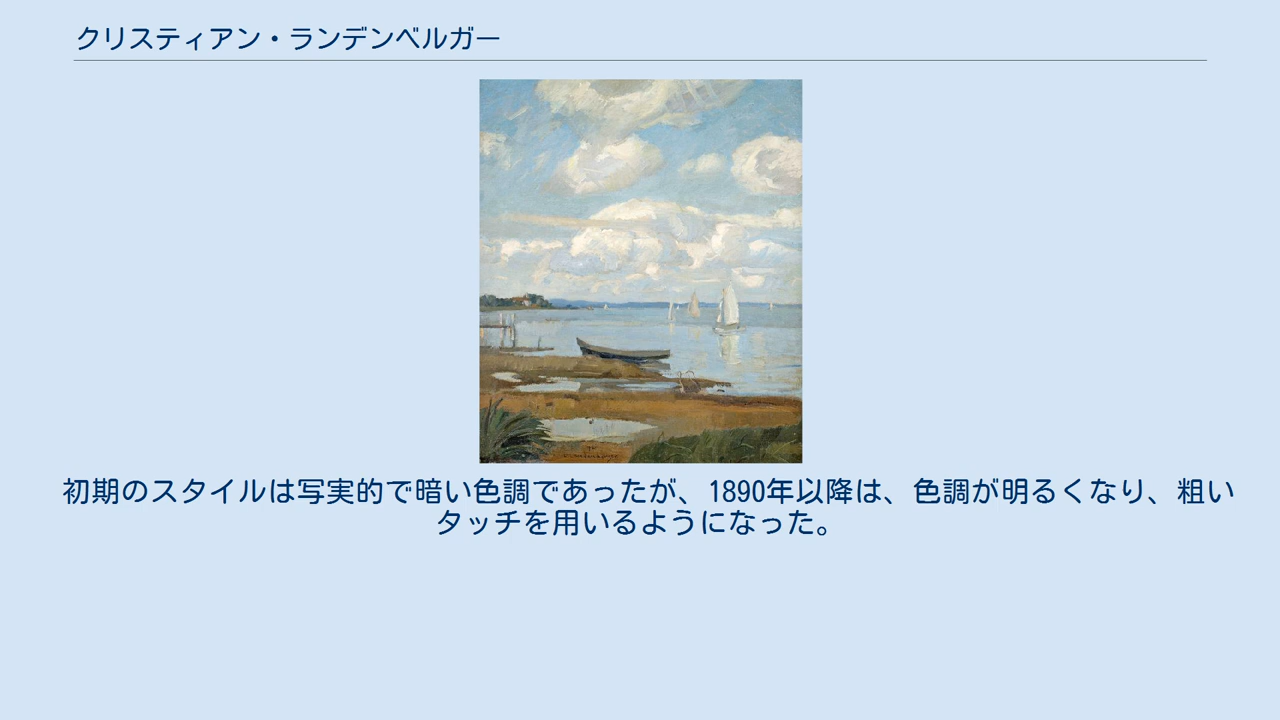 クリスティアン・ランデンベルガー
初期のスタイルは写実的で暗い色調であったが、1890年以降は、色調が明るくなり、粗い
タッチを用いるようになった。